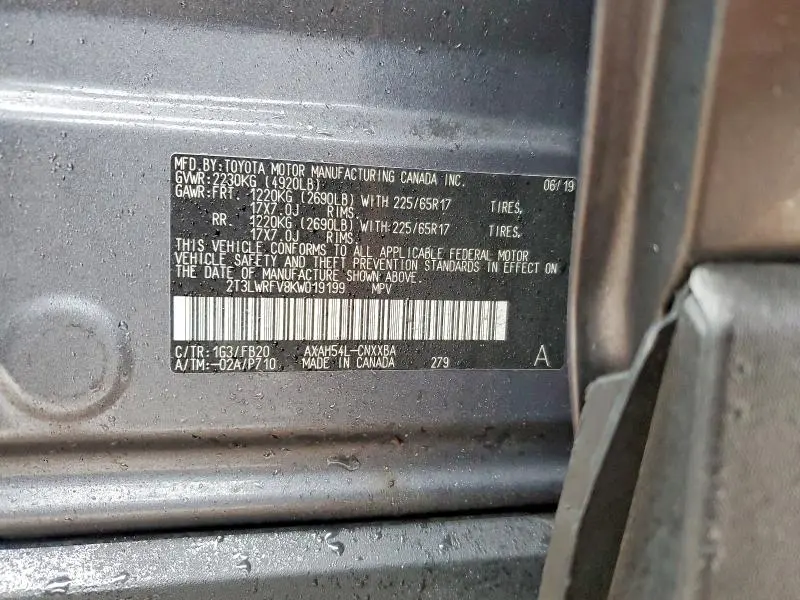 MFD.BY:TOYOTA MOTOR MANUFACTURING CANADA INC. 06/19
GVWR:2230KG (4920LB)
GAWR:FRT. 1220KG (2690LB) WITH 225/65R17 TIRES,
17X7.0J RIMS.
RR 1220KG (2690LB) WITH 225/65R17 TIRES,
17X7.0J RIMS.
THIS VEHICLE CONFORMS TO ALL APPLICABLE FEDERAL MOTOR
VEHICLE SAFETY AND THEFT PREVENTION STANDARDS IN EFFECT ON
THE DATE OF MANUFACTURE SHOWN ABOVE.
2T3LWRFV8KW019199 MPV
C/TR: 1G3/FB20 AXAH54L-CNXXBA
A/TM:-02A/P710 MADE IN CANADA 279 A